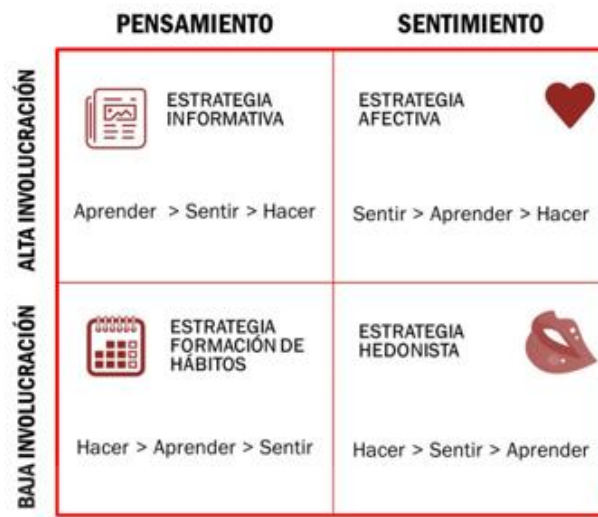 PENSAMIENTO
SENTIMIENTO
ALTA INVOLUCRACIÓN
ESTRATEGIA
INFORMATIVA
Aprender > Sentir > Hacer
ESTRATEGIA
AFECTIVA
Sentir > Aprender > Hacer
BAJA INVOLUCRACIÓN
ESTRATEGIA
FORMACIÓN DE
HÁBITOS
Hacer > Aprender > Sentir
ESTRATEGIA
HEDONISTA
Hacer > Sentir > Aprender